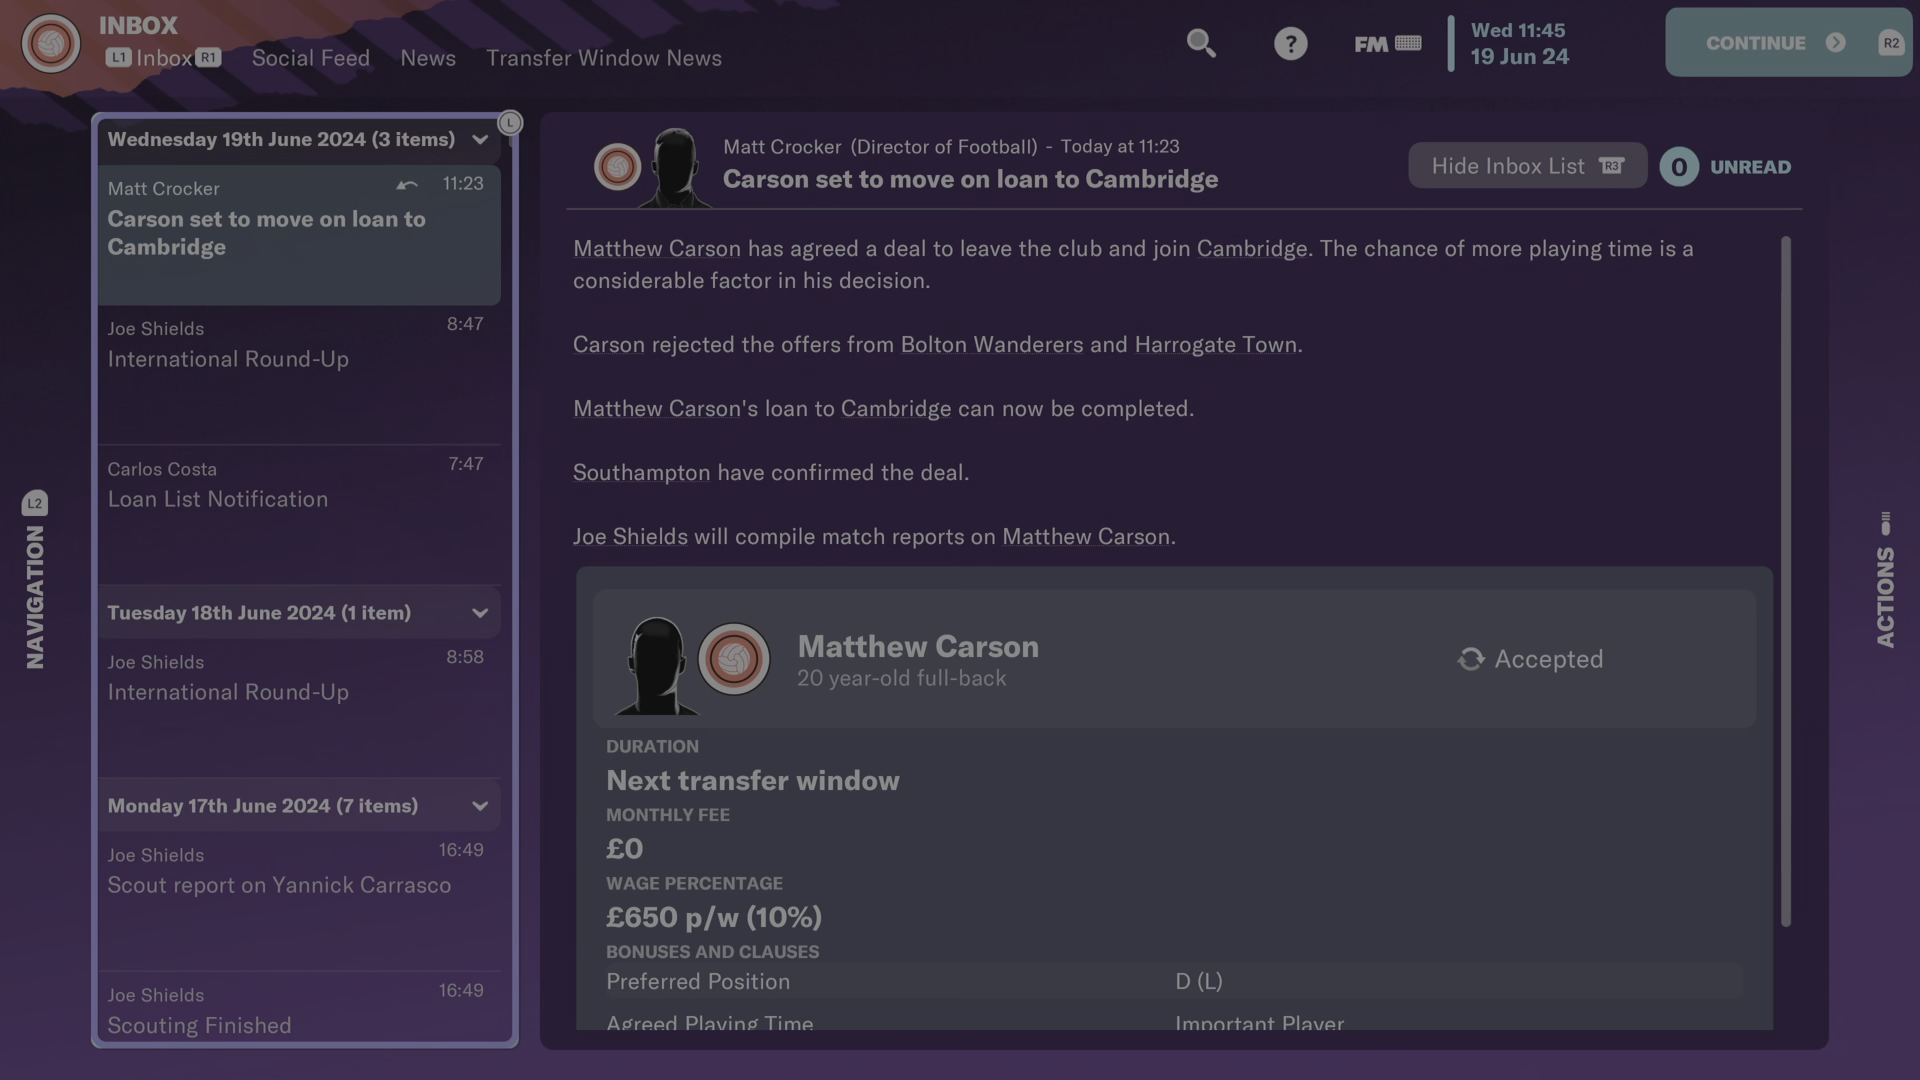 INBOX
L1 Inbox R1 Social Feed News Transfer Window News
? FM
Wed 11:45
19 Jun 24
CONTINUE R2
L
Wednesday 19th June 2024 (3 items)
Matt Crocker 11:23
Carson set to move on loan to
Cambridge
Joe Shields 8:47
International Round-Up
Carlos Costa 7:47
Loan List Notification
Tuesday 18th June 2024 (1 item)
Joe Shields 8:58
International Round-Up
Monday 17th June 2024 (7 items)
Joe Shields 16:49
Scout report on Yannick Carrasco
Joe Shields 16:49
Scouting Finished
L2
NAVIGATION
Matt Crocker (Director of Football) - Today at 11:23
Carson set to move on loan to Cambridge
Hide Inbox List R3
0 UNREAD
Matthew Carson has agreed a deal to leave the club and join Cambridge. The chance of more playing time is a
considerable factor in his decision.
Carson rejected the offers from Bolton Wanderers and Harrogate Town.
Matthew Carson's loan to Cambridge can now be completed.
Southampton have confirmed the deal.
Joe Shields will compile match reports on Matthew Carson.
Matthew Carson
20 year-old full-back
Accepted
DURATION
Next transfer window
MONTHLY FEE
£0
WAGE PERCENTAGE
£650 p/w (10%)
BONUSES AND CLAUSES
Preferred Position D (L)
Agreed Playing Time Important Player
ACTIONS